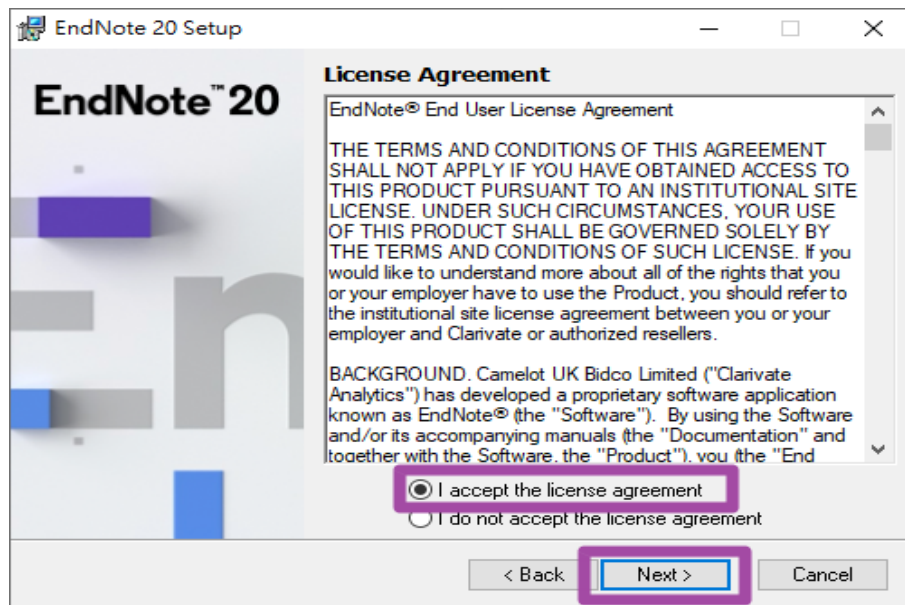 EndNote 20 Setup
EndNote™20
License Agreement
EndNote® End User License Agreement
THE TERMS AND CONDITIONS OF THIS AGREEMENT
SHALL NOT APPLY IF YOU HAVE OBTAINED ACCESS TO
THIS PRODUCT PURSUANT TO AN INSTITUTIONAL SITE
LICENSE. UNDER SUCH CIRCUMSTANCES, YOUR USE
OF THIS PRODUCT SHALL BE GOVERNED SOLELY BY
THE TERMS AND CONDITIONS OF SUCH LICENSE. If you
would like to understand more about all of the rights that you
or your employer have to use the Product, you should refer to
the institutional site license agreement between you or your
employer and Clarivate or authorized resellers.
BACKGROUND. Camelot UK Bidco Limited ("Clarivate
Analytics") has developed a proprietary software application
known as EndNote® (the "Software"). By using the Software
and/or its accompanying manuals (the "Documentation" and
together with the Software, the "Product"), you (the "End
I accept the license agreement
I do not accept the license agreement
< Back
Next >
Cancel